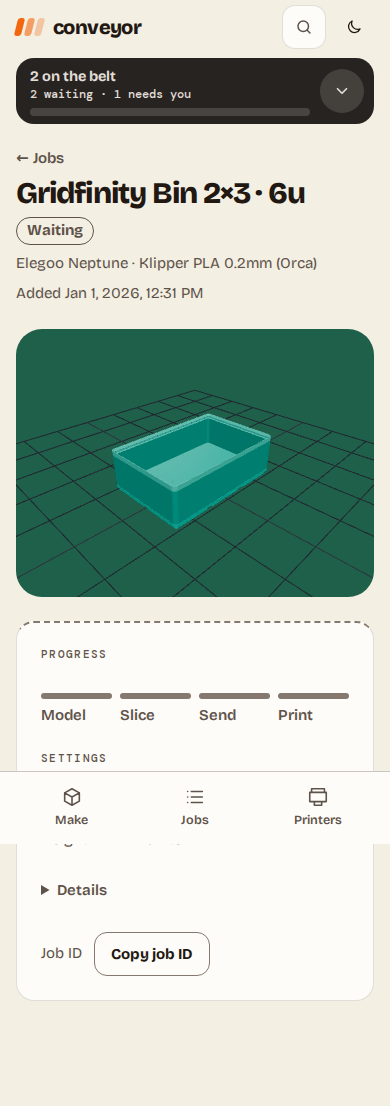 conveyor
2 on the belt
2 waiting · 1 needs you
← Jobs
Gridfinity Bin 2×3 · 6u
Waiting
Elegoo Neptune · Klipper PLA 0.2mm (Orca)
Added Jan 1, 2026, 12:31 PM
PROGRESS
Model Slice Send Print
SETTINGS
Make Jobs Printers
Details
Job ID Copy job ID